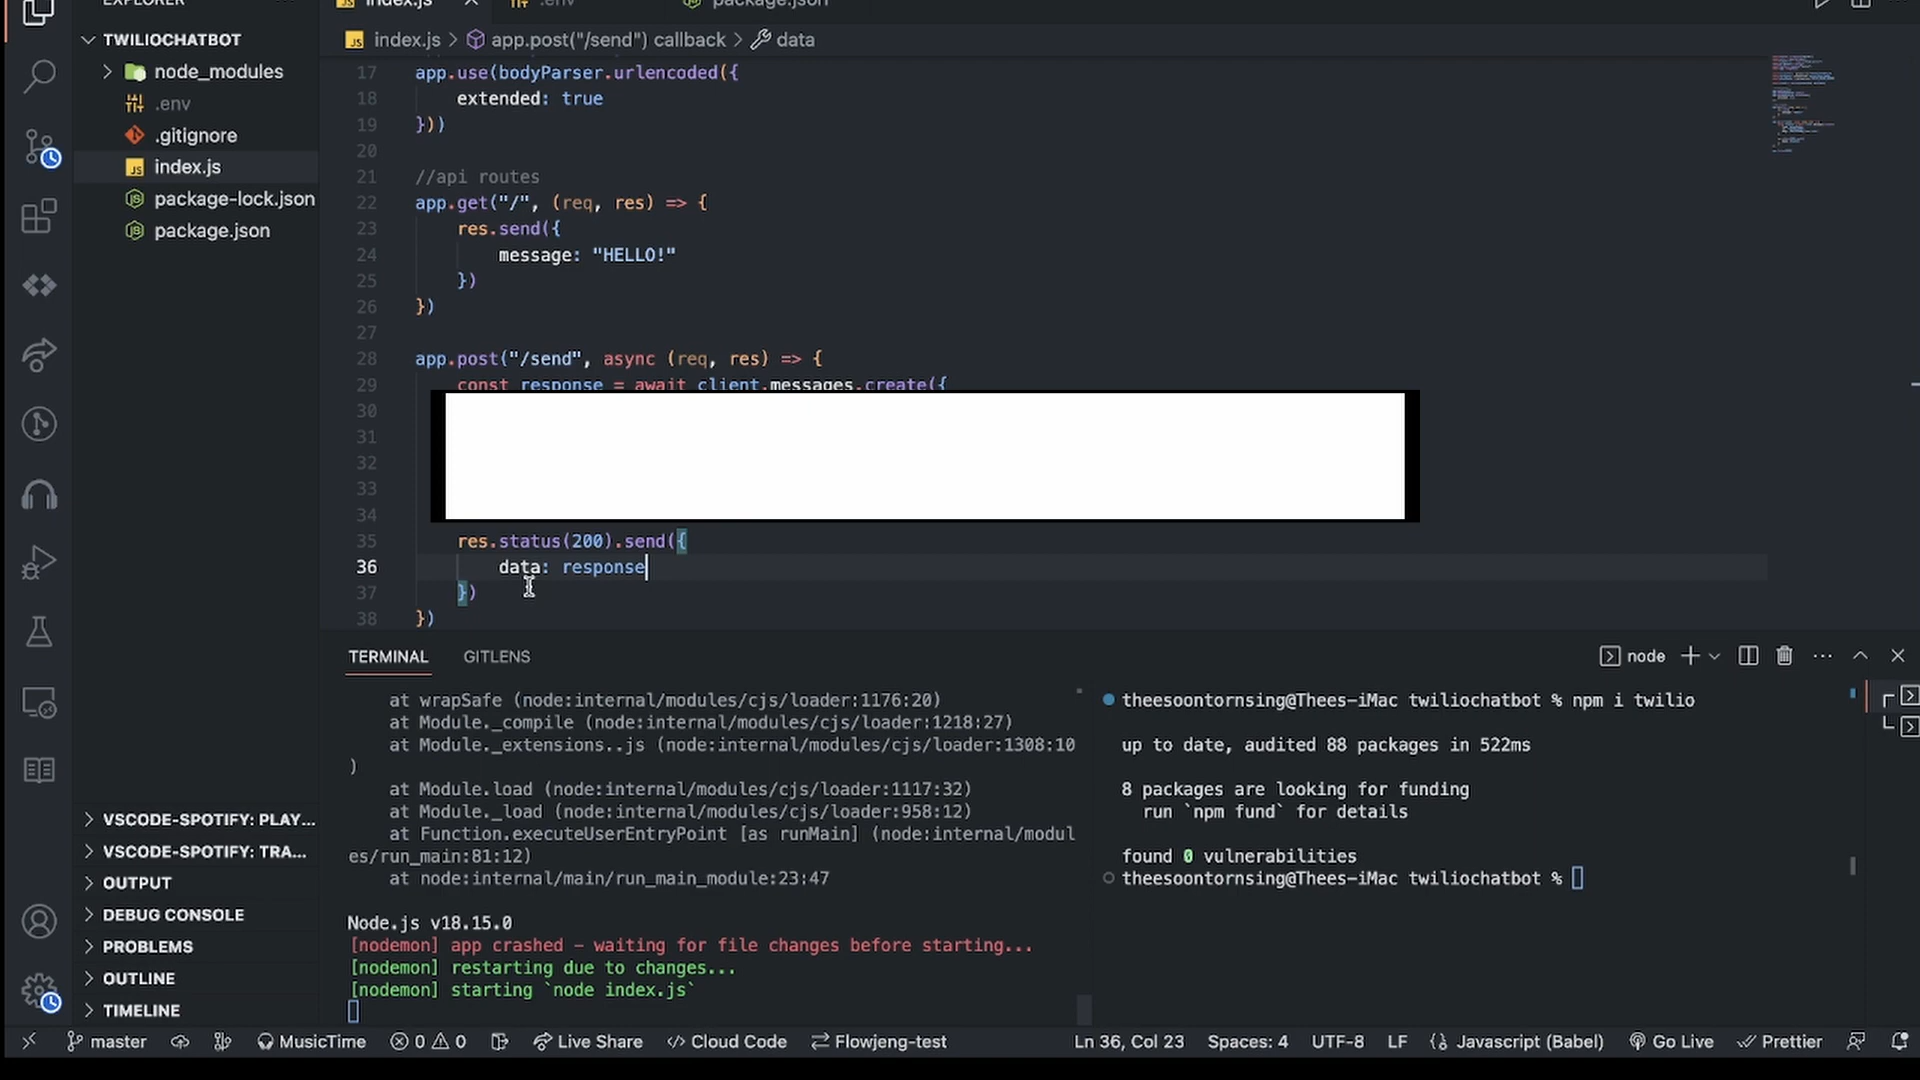 EXPLORER
TWILIOCHATBOT
node_modules
.env
.gitignore
index.js
package-lock.json
package.json
VSCODE-SPOTIFY: PLAY...
VSCODE-SPOTIFY: TRA...
OUTPUT
DEBUG CONSOLE
PROBLEMS
OUTLINE
TIMELINE
index.js
.env
package.json
index.js > app.post("/send") callback > data
17 app.use(bodyParser.urlencoded({
18 extended: true
19 }))
20
21 //api routes
22 app.get("/", (req, res) => {
23 res.send({
24 message: "HELLO!"
25 })
26 })
27
28 app.post("/send", async (req, res) => {
29 const response = await client.messages.create({
30
31
32
33
34
35 res.status(200).send({
36 data: response
37 })
38 })
TERMINAL GITLENS
node
at wrapSafe (node:internal/modules/cjs/loader:1176:20)
at Module._compile (node:internal/modules/cjs/loader:1218:27)
at Module._extensions..js (node:internal/modules/cjs/loader:1308:10
)
at Module.load (node:internal/modules/cjs/loader:1117:32)
at Module._load (node:internal/modules/cjs/loader:958:12)
at Function.executeUserEntryPoint [as runMain] (node:internal/modul
es/run_main:81:12)
at node:internal/main/run_main_module:23:47
Node.js v18.15.0
[nodemon] app crashed - waiting for file changes before starting...
[nodemon] restarting due to changes...
[nodemon] starting `node index.js`
theesoontornsing@Thees-iMac twiliochatbot % npm i twilio
up to date, audited 88 packages in 522ms
8 packages are looking for funding
run `npm fund` for details
found 0 vulnerabilities
theesoontornsing@Thees-iMac twiliochatbot %
master MusicTime 0 0 Live Share Cloud Code Flowjeng-test Ln 36, Col 23 Spaces: 4 UTF-8 LF Javascript (Babel) Go Live Prettier